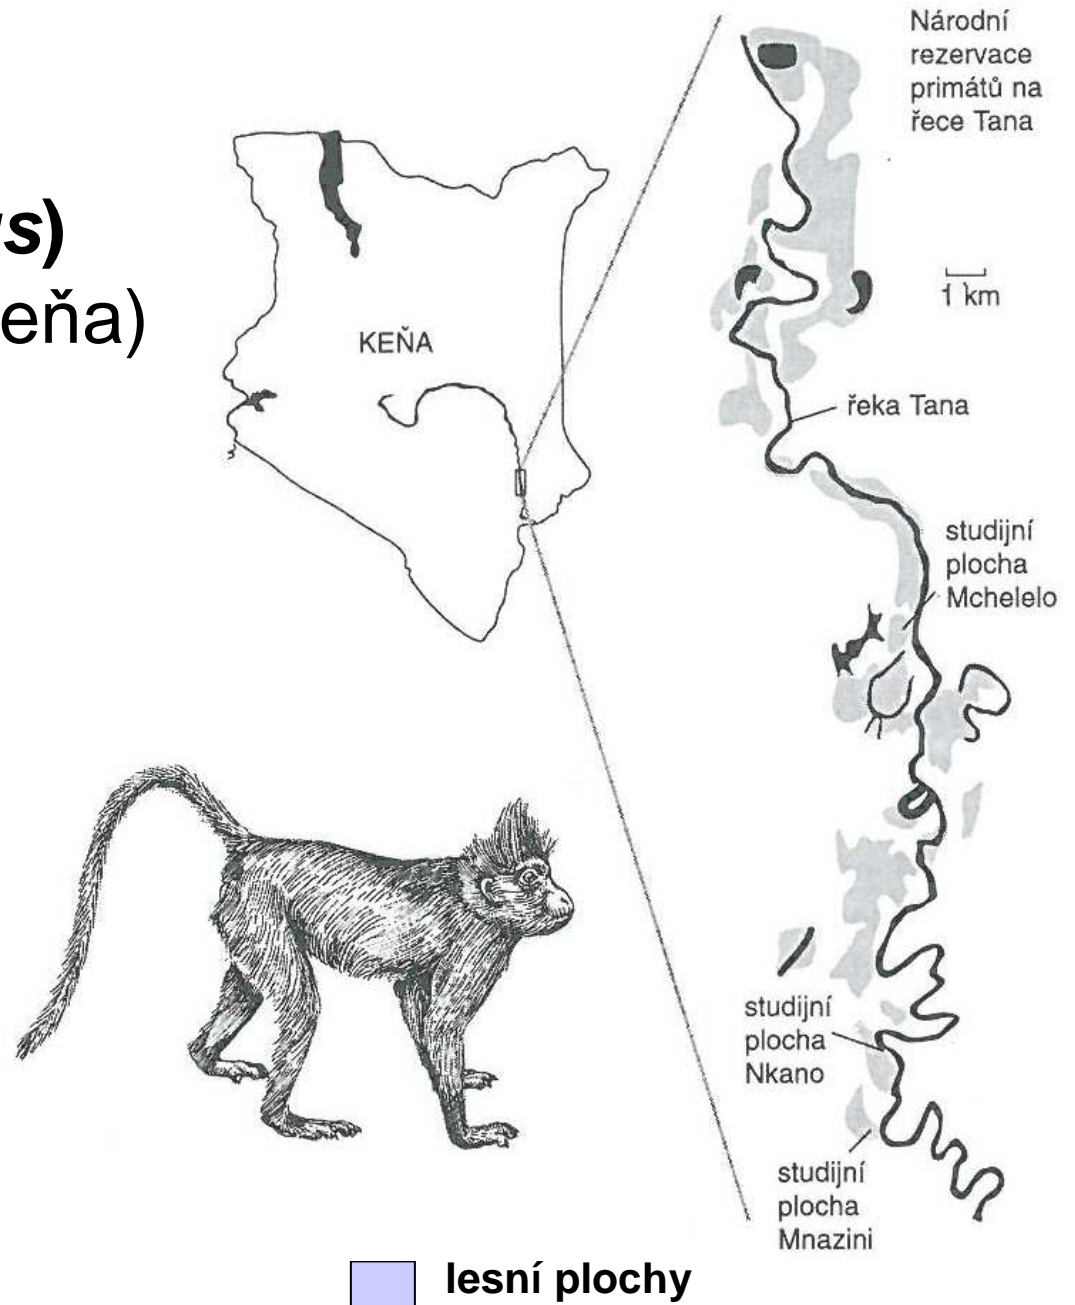 s)
eňa)
Národní
rezervace
primátů na
řece Tana
1 km
KEŇA
řeka Tana
studijní
plocha
Mchelelo
studijní
plocha
Nkano
studijní
plocha
Mnazini
lesní plochy